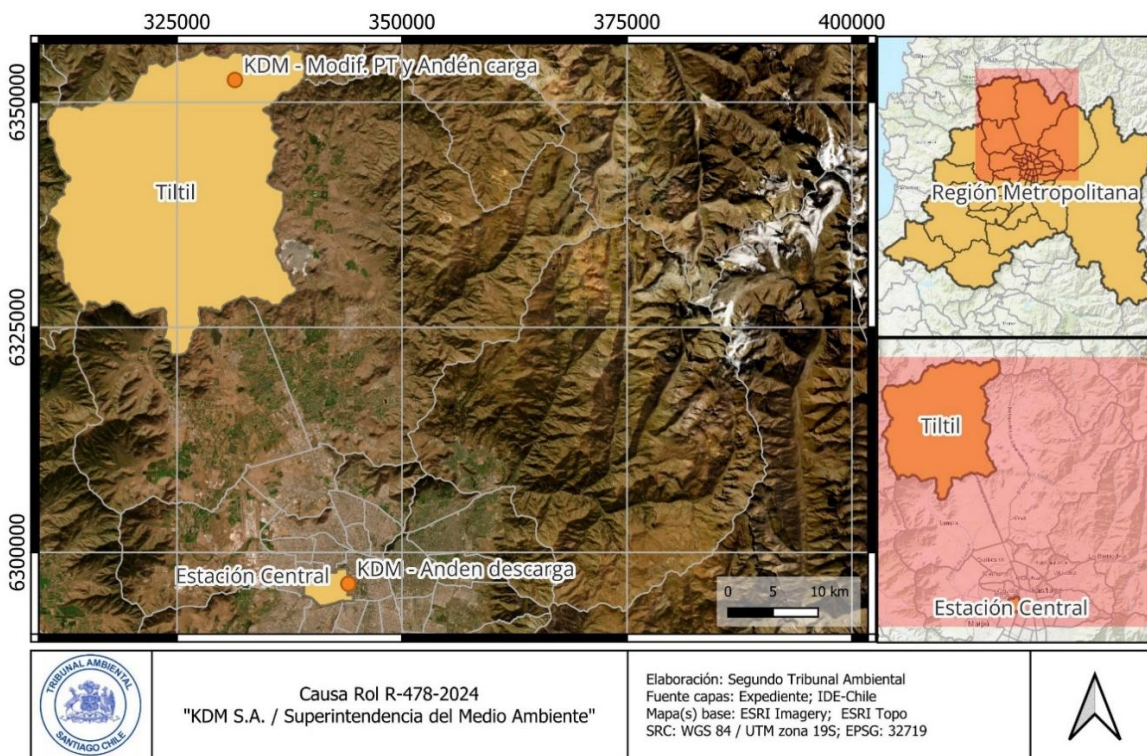 325000
350000
375000
400000
6350000
6325000
6300000
KDM - Modif. PT y Andén carga
Tiltil
Estación Central
KDM - Anden descarga
0
5
10 km
Región Metropolitana
Tiltil
Estación Central
TRIBUNAL AMBIENTAL
SANTIAGO CHILE
Causa Rol R-478-2024
"KDM S.A. / Superintendencia del Medio Ambiente"
Elaboración: Segundo Tribunal Ambiental
Fuente capas: Expediente; IDE-Chile
Mapa(s) base: ESRI Imagery; ESRI Topo
SRC: WGS 84 / UTM zona 19S; EPSG: 32719